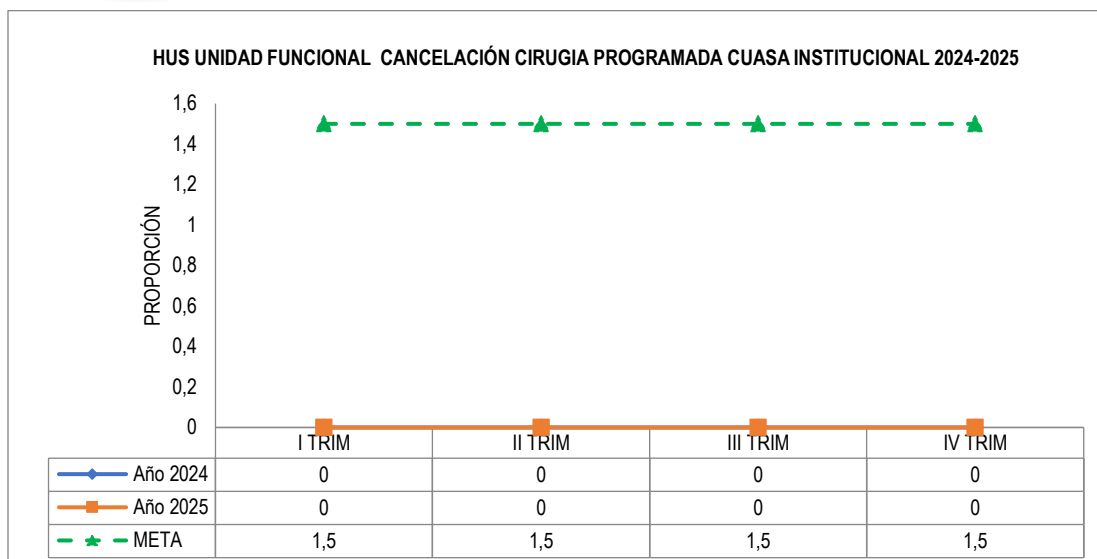 HUS UNIDAD FUNCIONAL CANCELACIÓN CIRUGIA PROGRAMADA CUASA INSTITUCIONAL 2024-2025
PROPORCIÓN
1,6
1,4
1,2
1
0,8
0,6
0,4
0,2
0
I TRIM II TRIM III TRIM IV TRIM
Año 2024 0 0 0 0
Año 2025 0 0 0 0
META 1,5 1,5 1,5 1,5